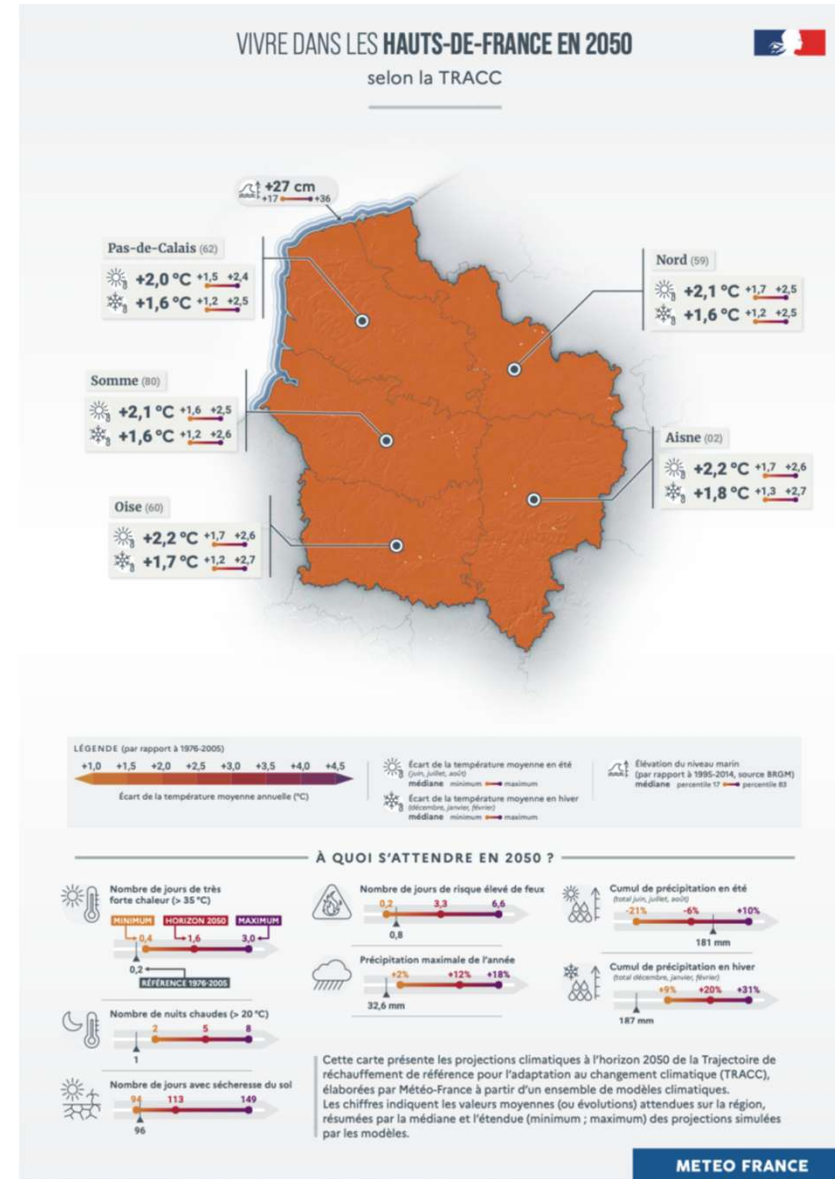 VIVRE DANS LES HAUTS-DE-FRANCE EN 2050
selon la TRACC
+27 cm
+17 +36
Pas-de-Calais (62)
+2,0 °C +1,5 +2,4
+1,6 °C +1,2 +2,5
Nord (59)
+2,1 °C +1,7 +2,5
+1,6 °C +1,2 +2,5
Somme (80)
+2,1 °C +1,6 +2,5
+1,6 °C +1,2 +2,6
Aisne (02)
+2,2 °C +1,7 +2,6
+1,8 °C +1,3 +2,7
Oise (60)
+2,2 °C +1,7 +2,6
+1,7 °C +1,2 +2,7
LÉGENDE (par rapport à 1976-2005)
+1,0 +1,5 +2,0 +2,5 +3,0 +3,5 +4,0 +4,5
Écart de la température moyenne annuelle (°C)
Écart de la température moyenne en été
(juin, juillet, août)
médiane minimum maximum
Écart de la température moyenne en hiver
(décembre, janvier, février)
médiane minimum maximum
Élévation du niveau marin
(par rapport à 1995-2014, source BRGM)
médiane percentile 17 percentile 83
À QUOI S'ATTENDRE EN 2050 ?
Nombre de jours de très
forte chaleur (> 35 °C)
MINIMUM HORIZON 2050 MAXIMUM
0,4 1,6 3,0
0,2
RÉFÉRENCE 1976-2005
Nombre de nuits chaudes (> 20 °C)
2 5 8
1
Nombre de jours avec sécheresse du sol
94 113 149
96
Nombre de jours de risque élevé de feux
0,2 3,3 6,6
0,8
Précipitation maximale de l'année
+2% +12% +18%
32,6 mm
Cumul de précipitation en été
(total juin, juillet, août)
-21% -6% +10%
181 mm
Cumul de précipitation en hiver
(total décembre, janvier, février)
+9% +20% +31%
187 mm
Cette carte présente les projections climatiques à l'horizon 2050 de la Trajectoire de
réchauffement de référence pour l'adaptation au changement climatique (TRACC),
élaborées par Météo-France à partir d'un ensemble de modèles climatiques.
Les chiffres indiquent les valeurs moyennes (ou évolutions) attendues sur la région,
résumées par la médiane et l'étendue (minimum ; maximum) des projections simulées
par les modèles.
METEO FRANCE